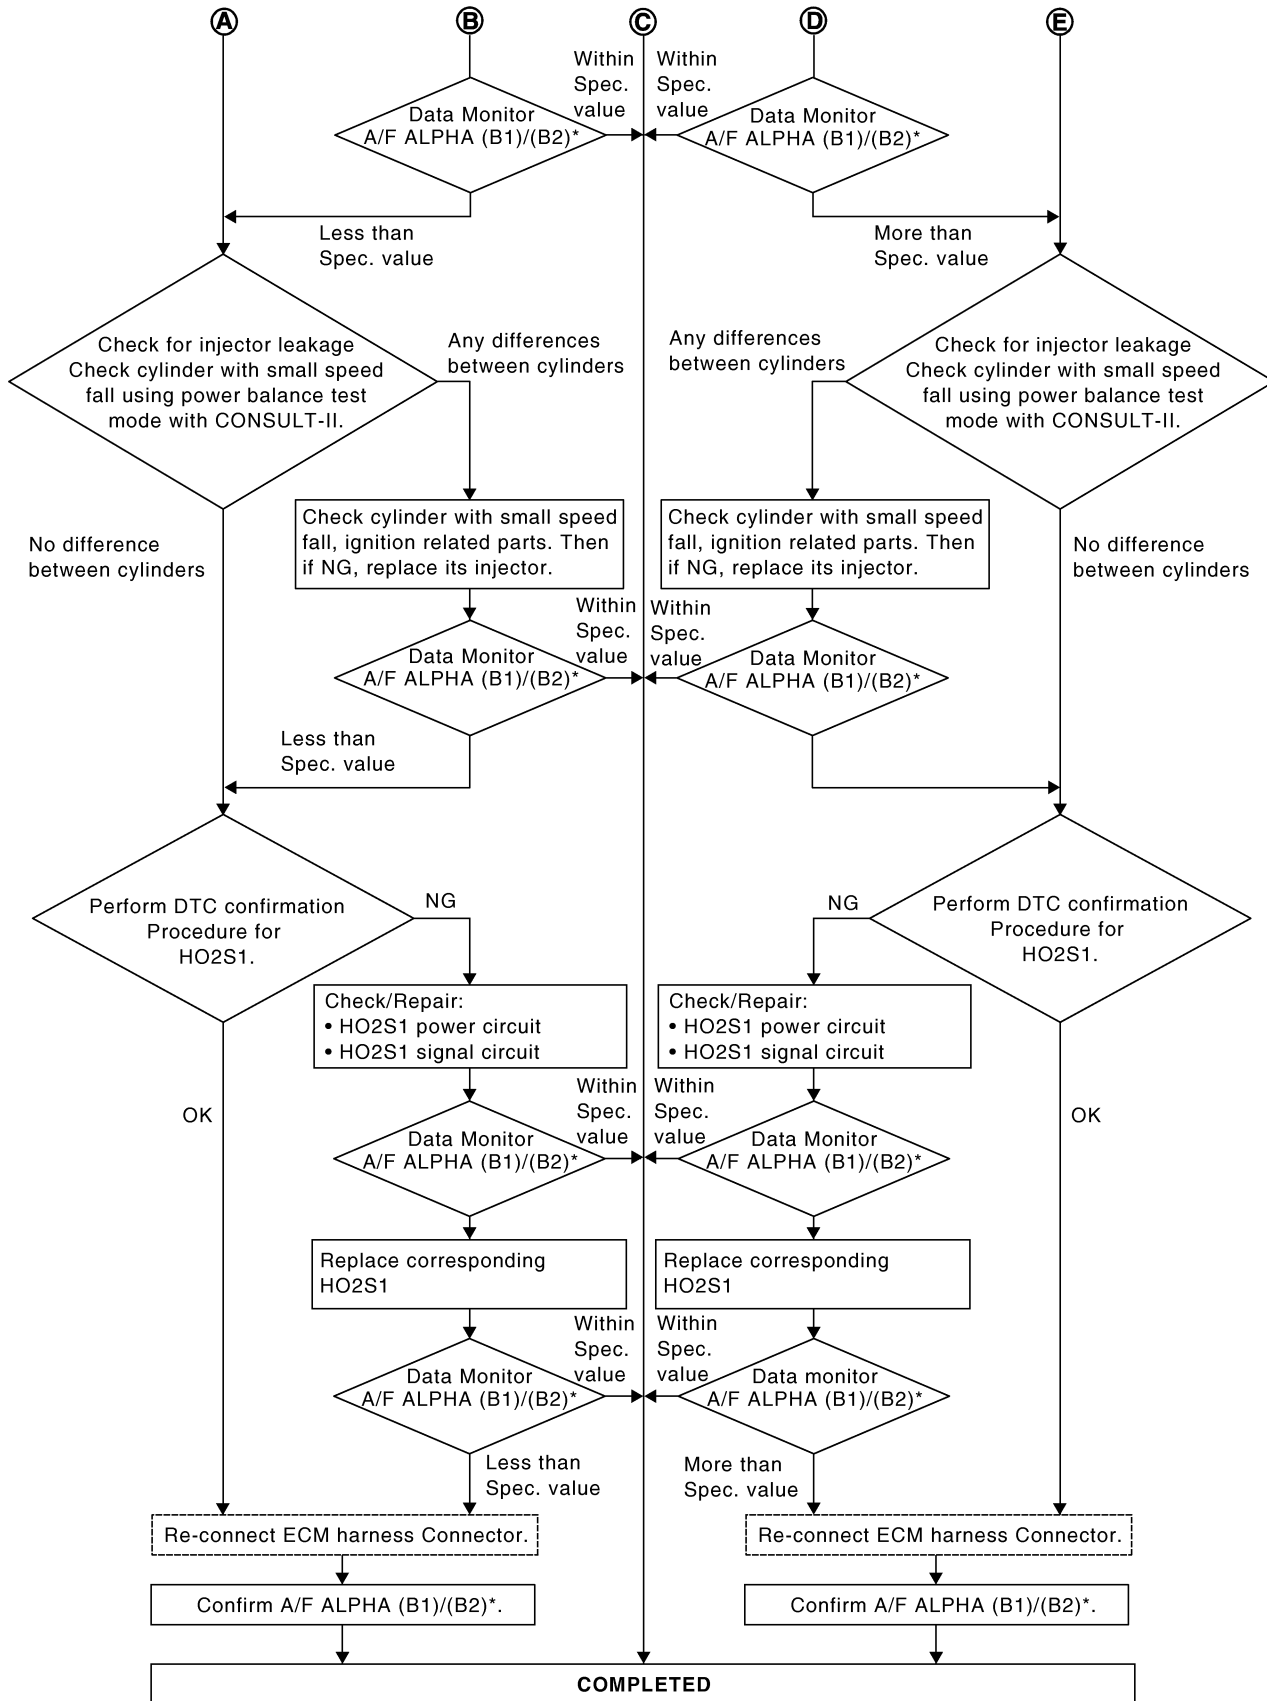 A
B
C
D
E
Within
Spec.
value
Within
Spec.
value
Data Monitor
A/F ALPHA (B1)/(B2)*
Data Monitor
A/F ALPHA (B1)/(B2)*
Less than
Spec. value
More than
Spec. value
Check for injector leakage
Check cylinder with small speed
fall using power balance test
mode with CONSULT-II.
Any differences
between cylinders
Any differences
between cylinders
Check for injector leakage
Check cylinder with small speed
fall using power balance test
mode with CONSULT-II.
No difference
between cylinders
Check cylinder with small speed
fall, ignition related parts. Then
if NG, replace its injector.
Check cylinder with small speed
fall, ignition related parts. Then
if NG, replace its injector.
No difference
between cylinders
Within
Spec.
value
Within
Spec.
value
Data Monitor
A/F ALPHA (B1)/(B2)*
Data Monitor
A/F ALPHA (B1)/(B2)*
Less than
Spec. value
Perform DTC confirmation
Procedure for
HO2S1.
NG
NG
Perform DTC confirmation
Procedure for
HO2S1.
Check/Repair:
• HO2S1 power circuit
• HO2S1 signal circuit
Check/Repair:
• HO2S1 power circuit
• HO2S1 signal circuit
OK
Within
Spec.
value
Within
Spec.
value
OK
Data Monitor
A/F ALPHA (B1)/(B2)*
Data Monitor
A/F ALPHA (B1)/(B2)*
Replace corresponding
HO2S1
Replace corresponding
HO2S1
Within
Spec.
value
Within
Spec.
value
Data Monitor
A/F ALPHA (B1)/(B2)*
Data monitor
A/F ALPHA (B1)/(B2)*
Less than
Spec. value
More than
Spec. value
Re-connect ECM harness Connector.
Re-connect ECM harness Connector.
Confirm A/F ALPHA (B1)/(B2)*.
Confirm A/F ALPHA (B1)/(B2)*.
COMPLETED